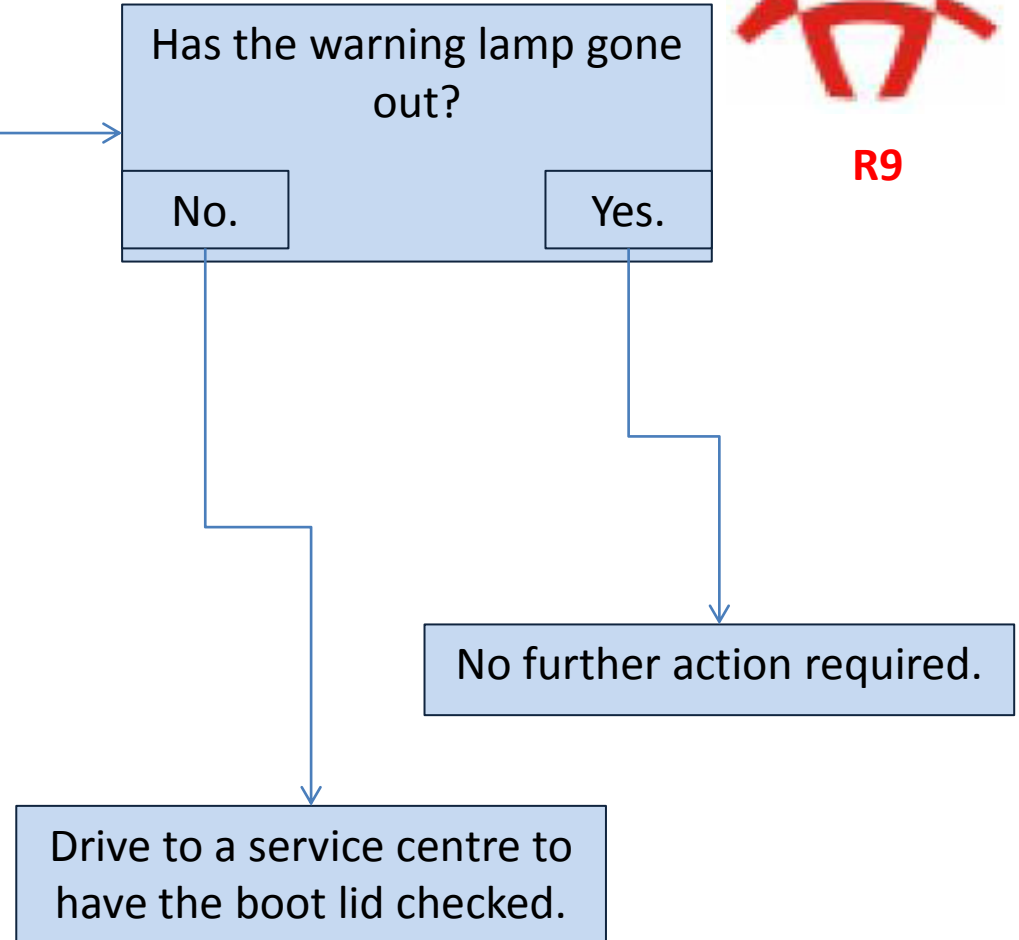 Has the warning lamp gone
out?
R9
No.
Yes.
No further action required.
Drive to a service centre to
have the boot lid checked.